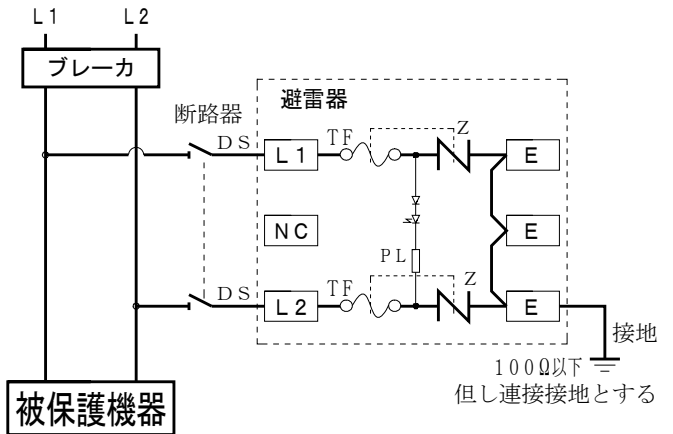 L1 L2
ブレーカ
避雷器
断路器
DS L1 TF Z E
NC E
PL
DS L2 TF Z E
接地
100Ω以下
但し連接接地とする
被保護機器